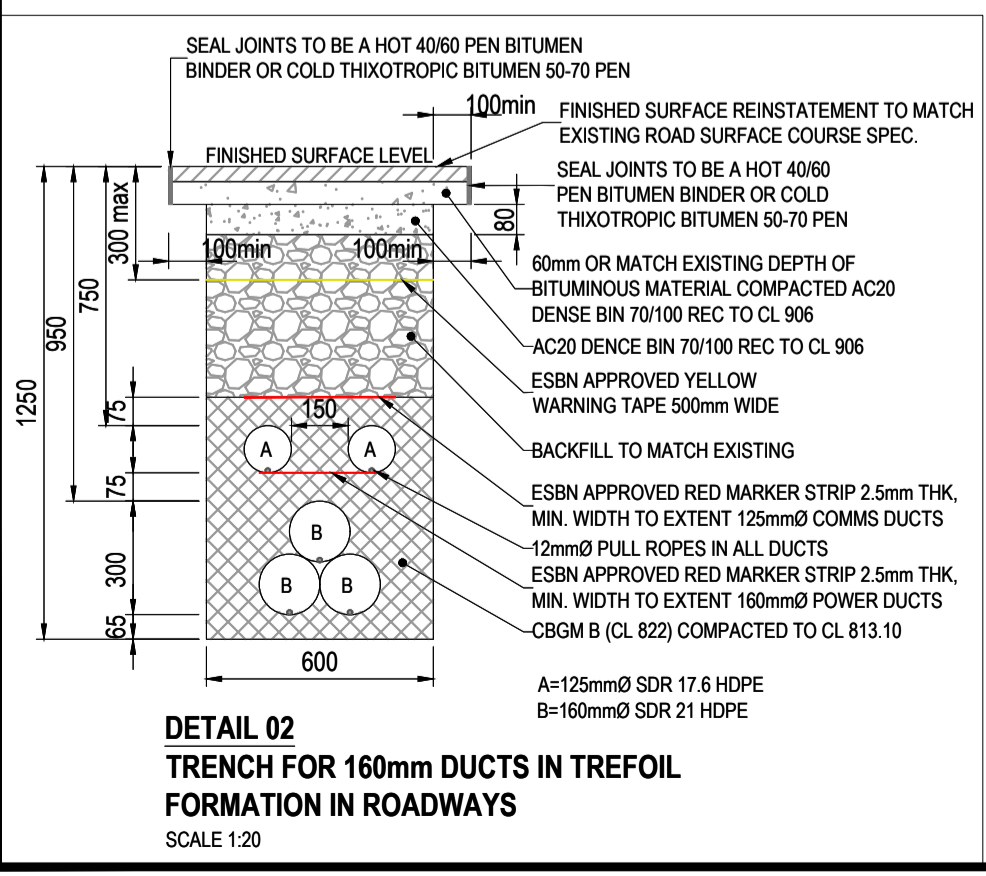 SEAL JOINTS TO BE A HOT 40/60 PEN BITUMEN
BINDER OR COLD THIXOTROPIC BITUMEN 50-70 PEN
100min
FINISHED SURFACE REINSTATEMENT TO MATCH
EXISTING ROAD SURFACE COURSE SPEC.
FINISHED SURFACE LEVEL
SEAL JOINTS TO BE A HOT 40/60
PEN BITUMEN BINDER OR COLD
THIXOTROPIC BITUMEN 50-70 PEN
300 max
80
100min
100min
60mm OR MATCH EXISTING DEPTH OF
BITUMINOUS MATERIAL COMPACTED AC20
DENSE BIN 70/100 REC TO CL 906
750
950
1250
AC20 DENCE BIN 70/100 REC TO CL 906
ESBN APPROVED YELLOW
WARNING TAPE 500mm WIDE
75
150
BACKFILL TO MATCH EXISTING
A
A
75
ESBN APPROVED RED MARKER STRIP 2.5mm THK,
MIN. WIDTH TO EXTENT 125mmØ COMMS DUCTS
B
12mmØ PULL ROPES IN ALL DUCTS
300
B
B
ESBN APPROVED RED MARKER STRIP 2.5mm THK,
MIN. WIDTH TO EXTENT 160mmØ POWER DUCTS
65
CBGM B (CL 822) COMPACTED TO CL 813.10
600
A=125mmØ SDR 17.6 HDPE
B=160mmØ SDR 21 HDPE
DETAIL 02
TRENCH FOR 160mm DUCTS IN TREFOIL
FORMATION IN ROADWAYS
SCALE 1:20